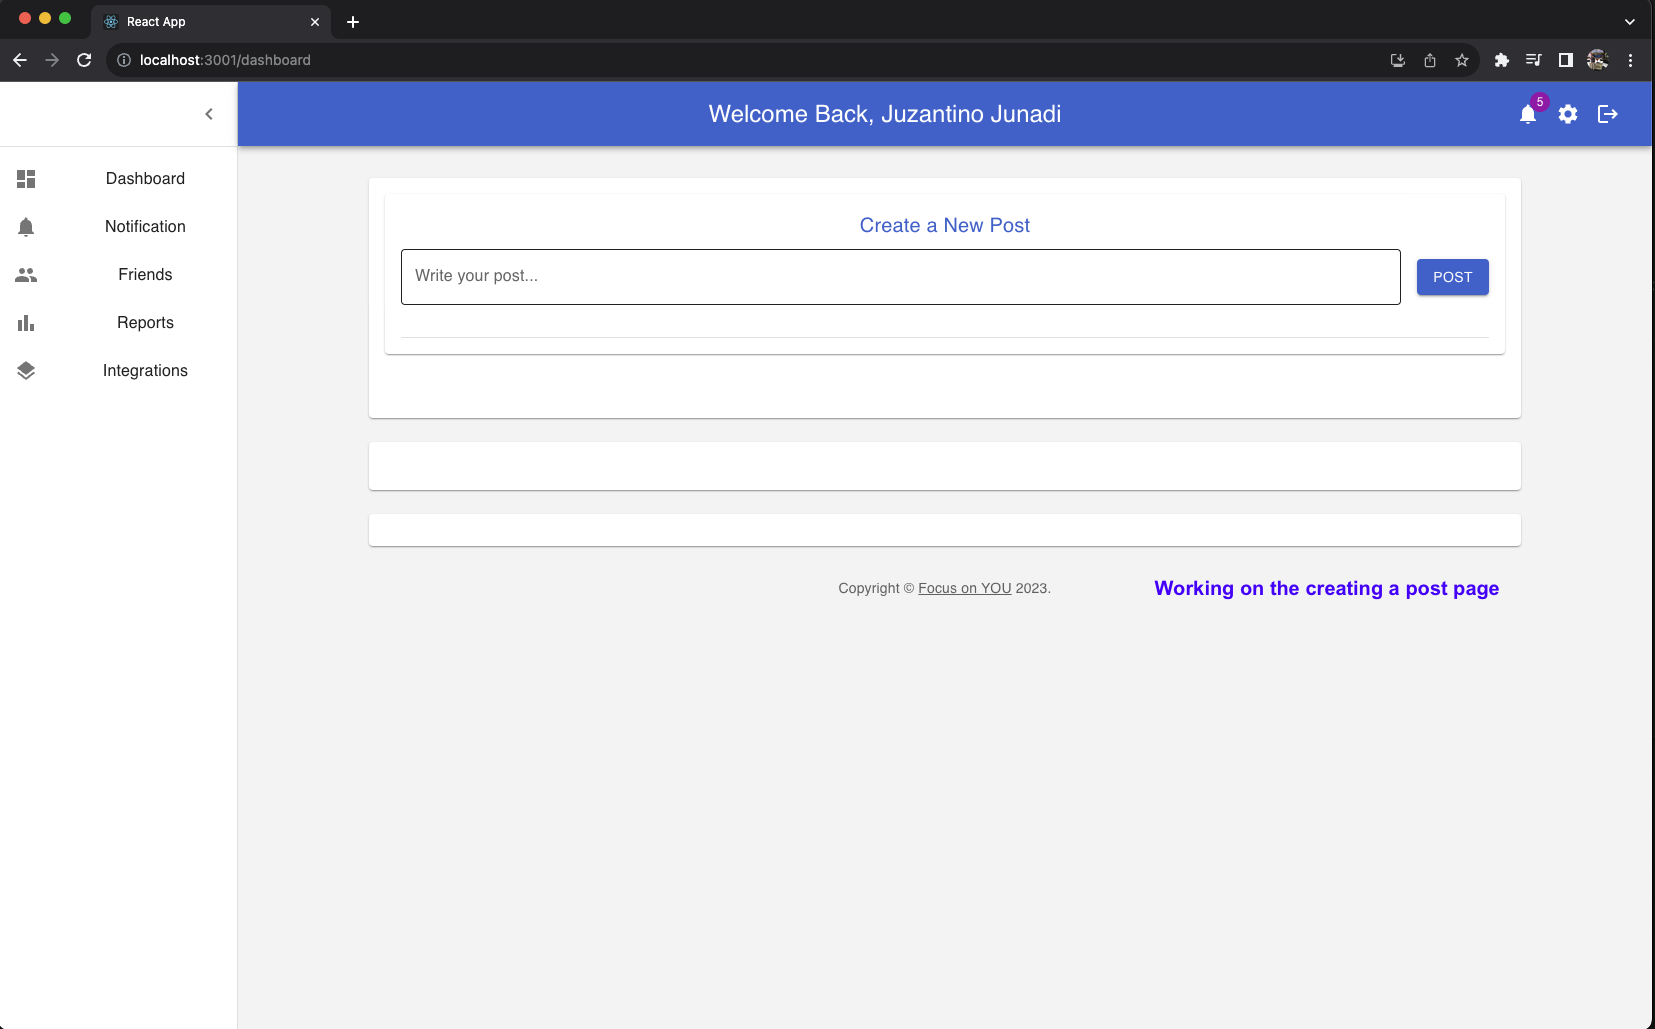 React App
localhost:3001/dashboard
Welcome Back, Juzantino Junadi
5
Dashboard
Notification
Friends
Reports
Integrations
Create a New Post
Write your post...
POST
Copyright © Focus on YOU 2023.
Working on the creating a post page